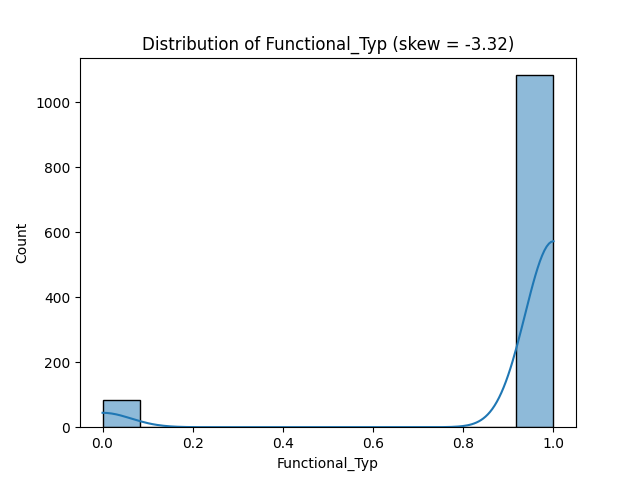 Distribution of Functional_Typ (skew = -3.32)
1000
800
600
400
200
0
Count
0.0 0.2 0.4 0.6 0.8 1.0
Functional_Typ